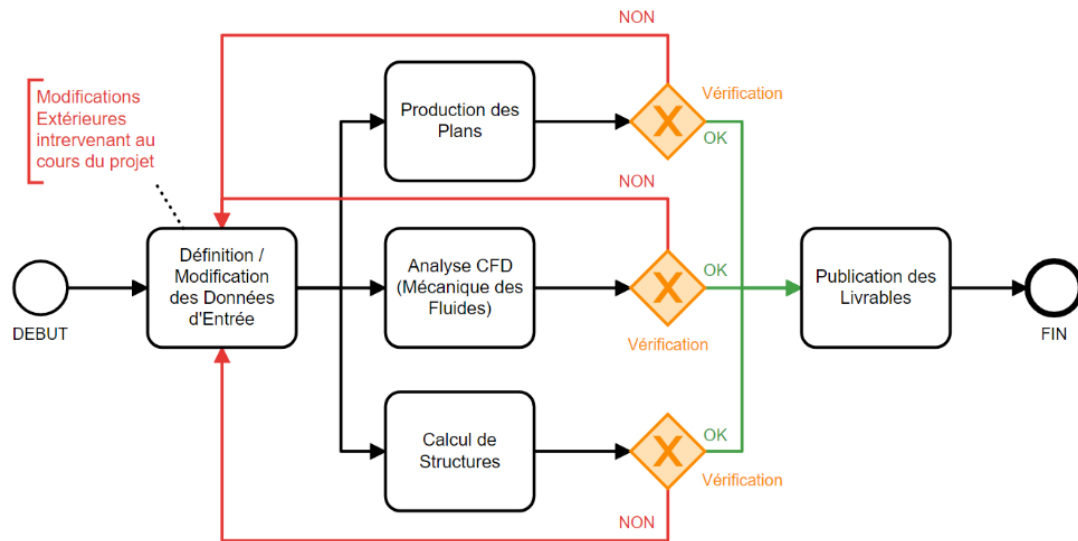 NON
Modifications
Extérieures
intrervenant au
cours du projet
Production des
Plans
Vérification
X
OK
NON
Définition /
Modification
des Données
d'Entrée
Analyse CFD
(Mécanique des
Fluides)
X
OK
Vérification
Publication des
Livrables
DEBUT
FIN
Calcul de
Structures
X
OK
Vérification
NON